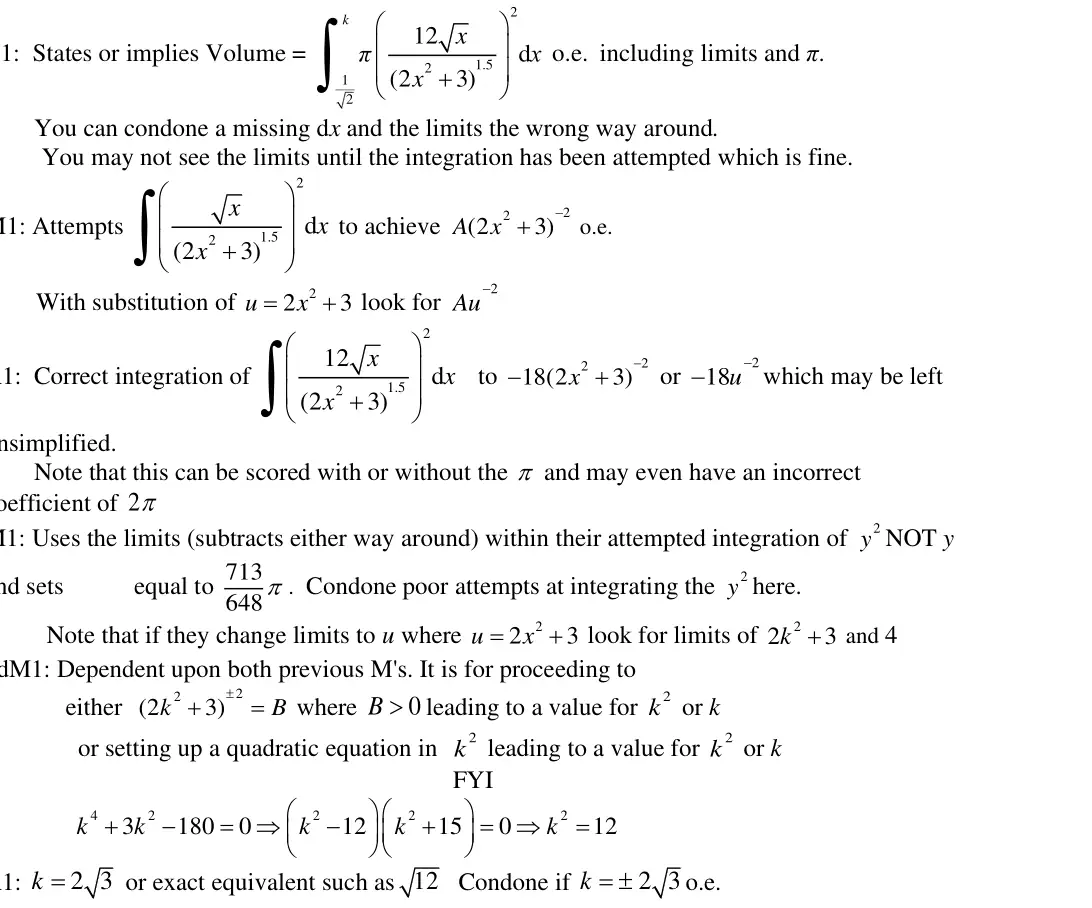 1: States or implies Volume = ∫_{1/√2}^{k} π(12√x / (2x² + 3)^{1.5})² dx o.e. including limits and π.
You can condone a missing dx and the limits the wrong way around.
You may not see the limits until the integration has been attempted which is fine.
M1: Attempts ∫(√x / (2x² + 3)^{1.5})² dx to achieve A(2x² + 3)⁻² o.e.
With substitution of u = 2x² + 3 look for Au⁻²
1: Correct integration of ∫(12√x / (2x² + 3)^{1.5})² dx to −18(2x² + 3)⁻² or −18u⁻² which may be left
nsimplified.
Note that this can be scored with or without the π and may even have an incorrect
oefficient of 2π
M1: Uses the limits (subtracts either way around) within their attempted integration of y² NOT y
nd sets equal to 713/648 π . Condone poor attempts at integrating the y² here.
Note that if they change limits to u where u = 2x² + 3 look for limits of 2k² + 3 and 4
dM1: Dependent upon both previous M's. It is for proceeding to
either (2k² + 3)^{±2} = B where B > 0 leading to a value for k² or k
or setting up a quadratic equation in k² leading to a value for k² or k
FYI
k⁴ + 3k² − 180 = 0 ⇒ (k² − 12)(k² + 15) = 0 ⇒ k² = 12
1: k = 2√3 or exact equivalent such as √12 Condone if k = ± 2√3 o.e.